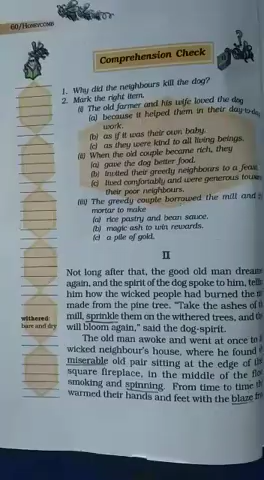 60/HONEYCOMB
Comprehension Check
1. Why did the neighbours kill the dog?
2. Mark the right item.
(i) The old farmer and his wife loved the dog
(a) because it helped them in their day-to-day
work.
(b) as if it was their own baby.
(c) as they were kind to all living beings.
(ii) When the old couple became rich, they
(a) gave the dog better food.
(b) invited their greedy neighbours to a feast.
(c) lived comfortably and were generous towards
their poor neighbours.
(iii) The greedy couple borrowed the mill and
mortar to make
(a) rice pastry and bean sauce.
(b) magic ash to win rewards.
(c) a pile of gold.
II
Not long after that, the good old man dream
again, and the spirit of the dog spoke to him, tell
him how the wicked people had burned the
made from the pine tree. “Take the ashes of
mill, sprinkle them on the withered trees, and
will bloom again,” said the dog-spirit.
withered:
bare and dry
The old man awoke and went at once to
wicked neighbour's house, where he found
miserable old pair sitting at the edge of
square fireplace, in the middle of the
smoking and spinning. From time to time
warmed their hands and feet with the blaze